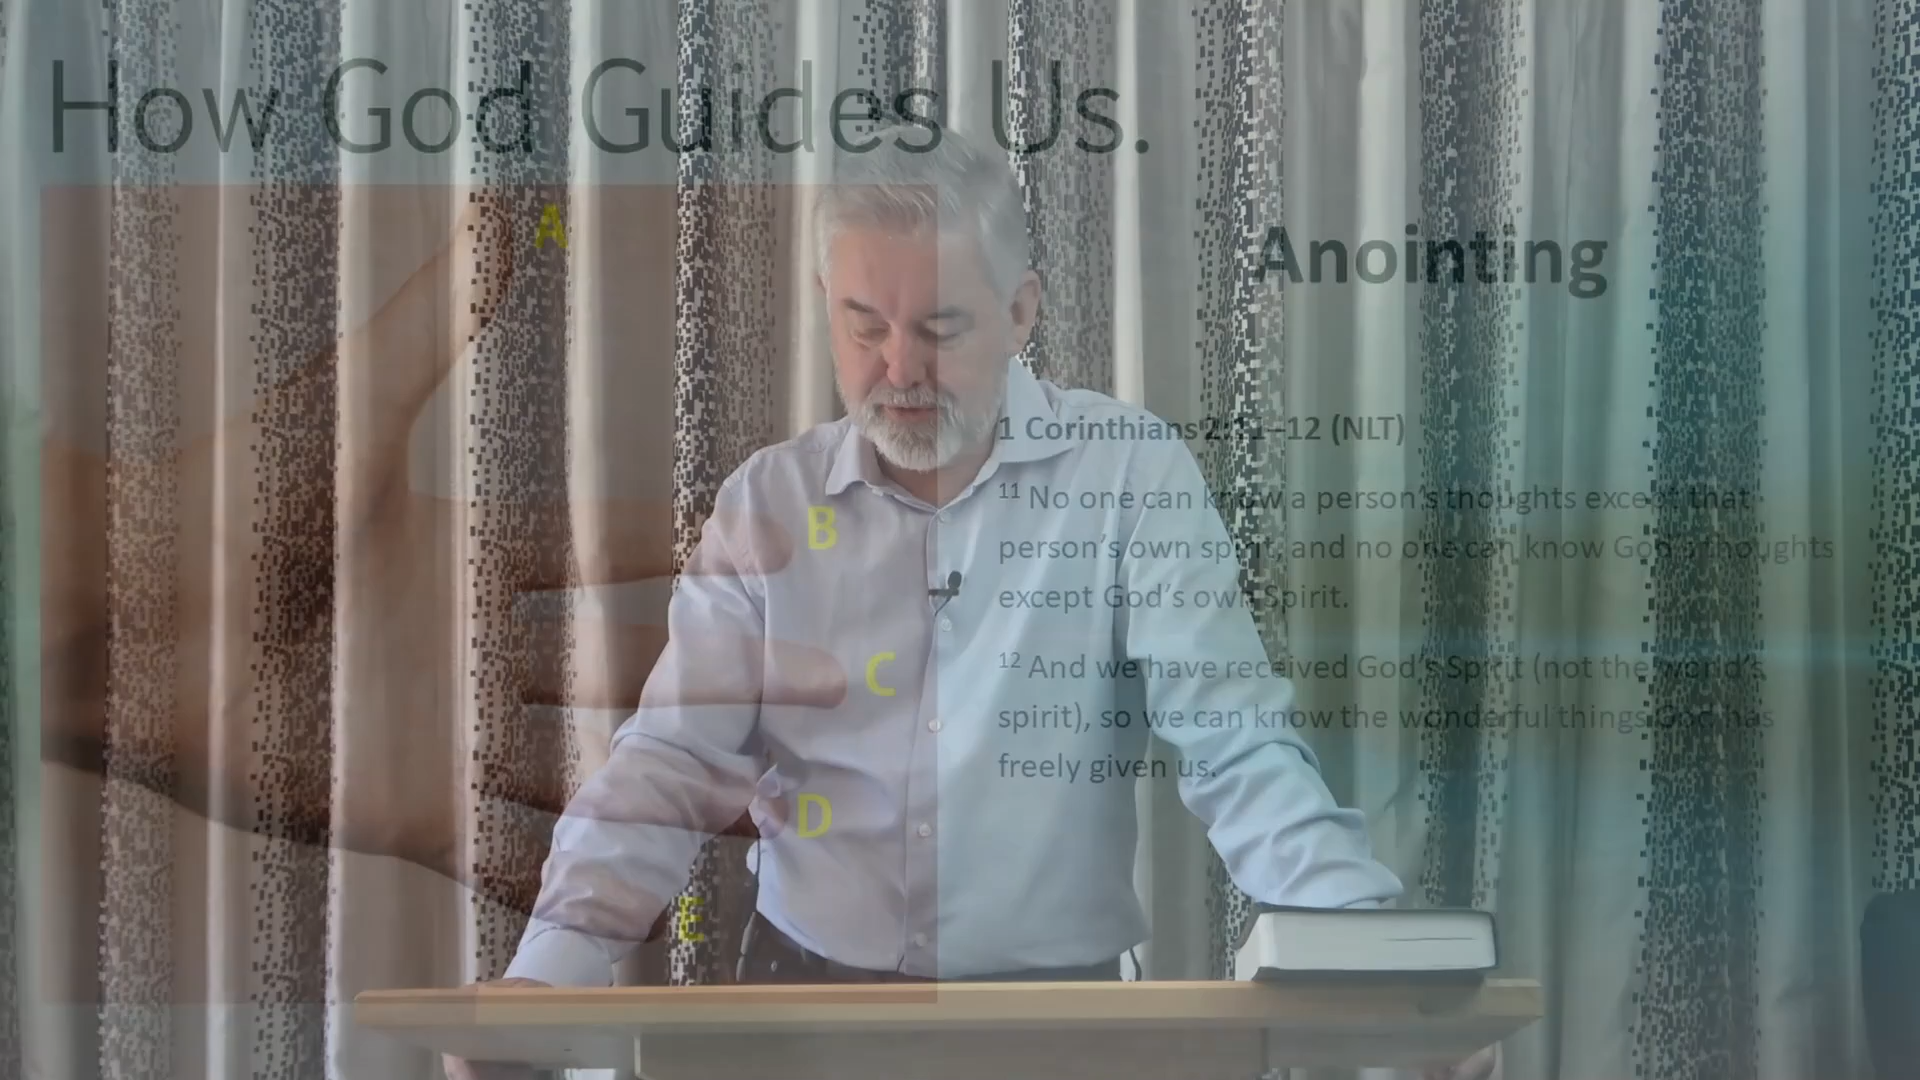 How God Guides Us.
A
Anointing
1 Corinthians 2:11–12 (NLT)
11 No one can know a person's thoughts except that
person's own spirit, and no one can know God's thoughts
except God's own Spirit.
12 And we have received God's Spirit (not the world's
spirit), so we can know the wonderful things God has
freely given us.
B
C
D
E